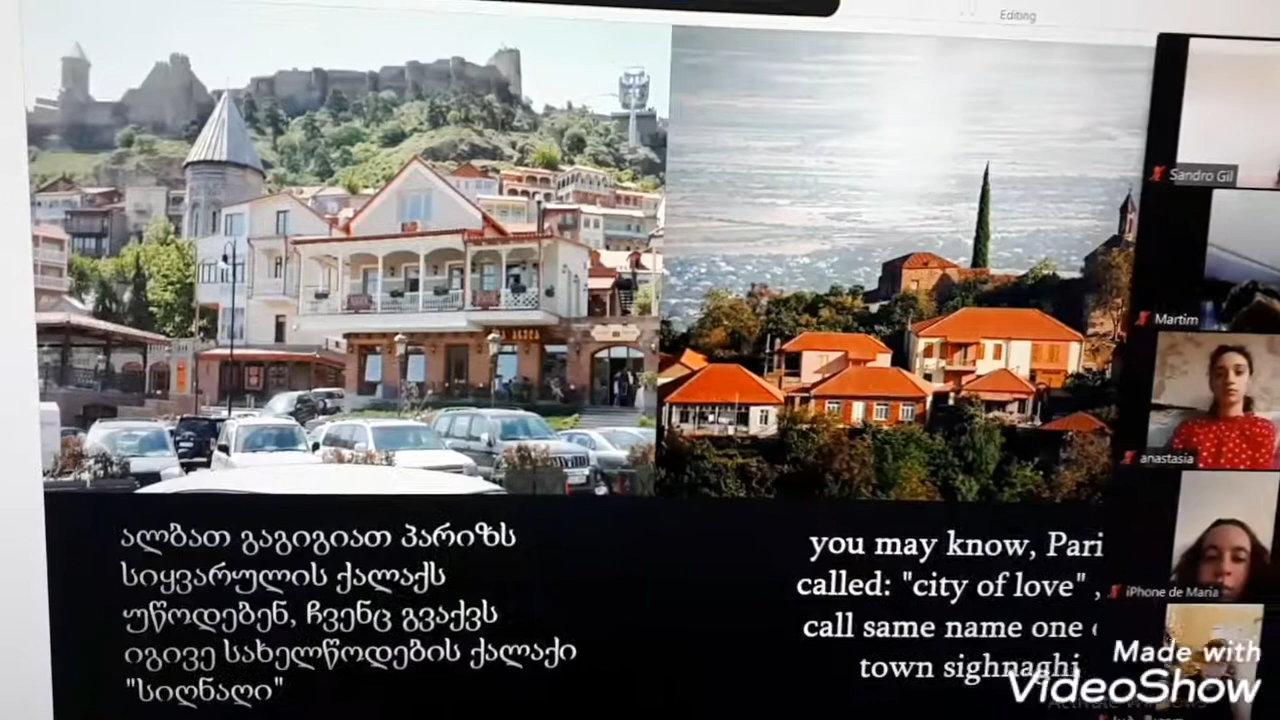 Editing
Sandro Gil
Martim
anastasia
iPhone de Maria
ალბათ გაგიგიათ პარიზს
სიყვარულის ქალაქს
უწოდებენ, ჩვენც გვაქვს
იგივე სახელწოდების ქალაქი
"სიღნაღი"
you may know, Pari
called: "city of love" ,
call same name one
town sighnaghi
Made with
VideoShow